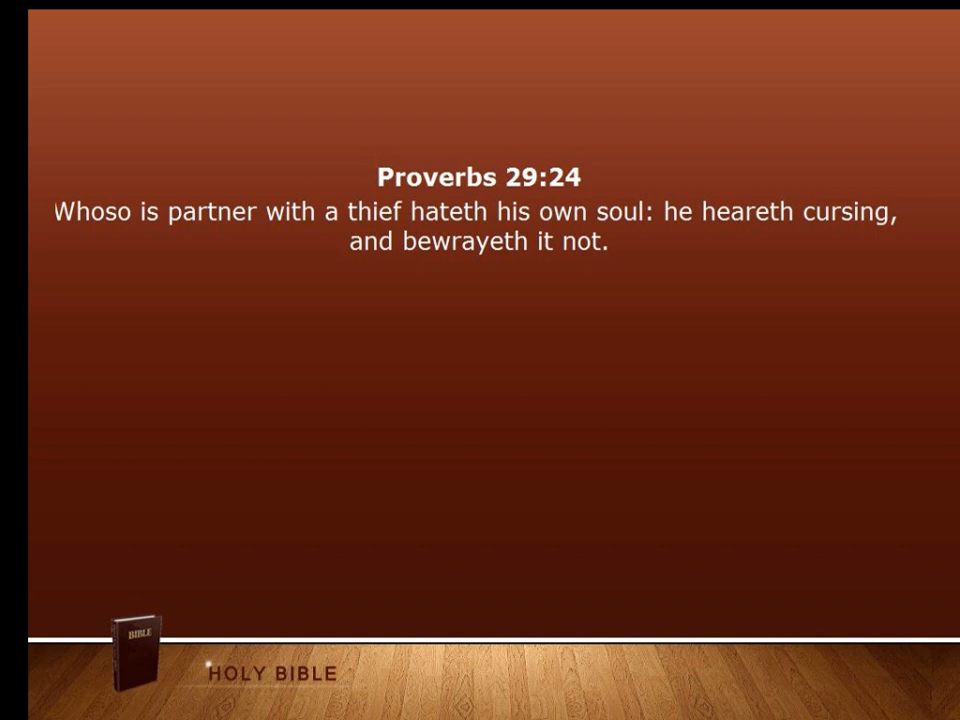 Proverbs 29:24
Whoso is partner with a thief hateth his own soul: he heareth cursing,
and bewrayeth it not.
BIBLE
HOLY BIBLE